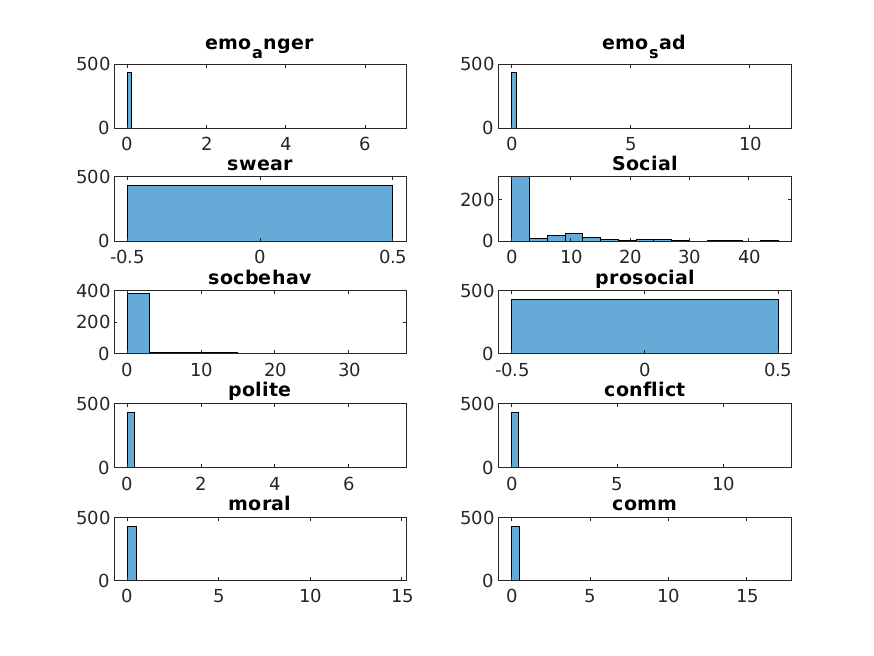 emo_anger emo_sad
500 500
0 0
0 2 4 6 0 5 10
swear Social
500 200
0 0
-0.5 0 0.5 0 10 20 30 40
socbehav prosocial
400 500
200
0 0
0 10 20 30 -0.5 0 0.5
polite conflict
500 500
0 0
0 2 4 6 0 5 10
moral comm
500 500
0 0
0 5 10 15 0 5 10 15